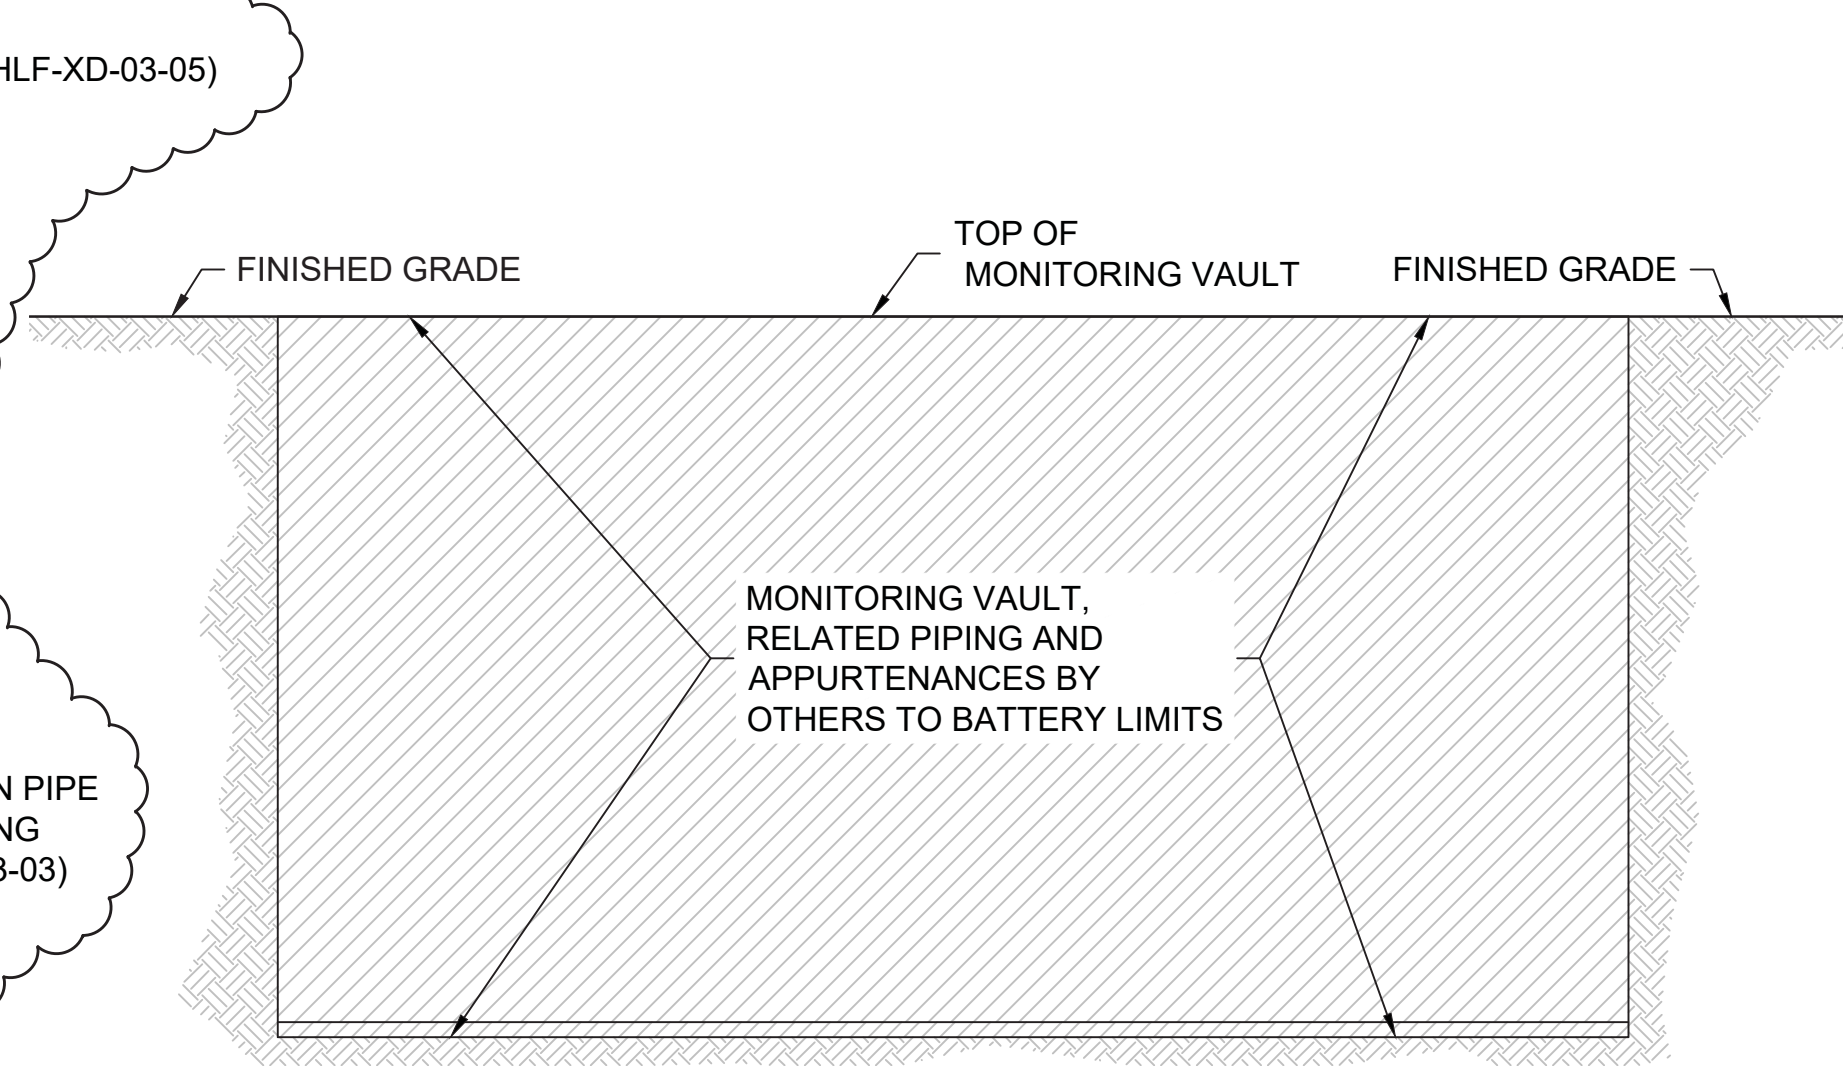 HLF-XD-03-05)
TOP OF
MONITORING VAULT
FINISHED GRADE
FINISHED GRADE
MONITORING VAULT,
RELATED PIPING AND
APPURTENANCES BY
OTHERS TO BATTERY LIMITS
N PIPE
NG
3-03)